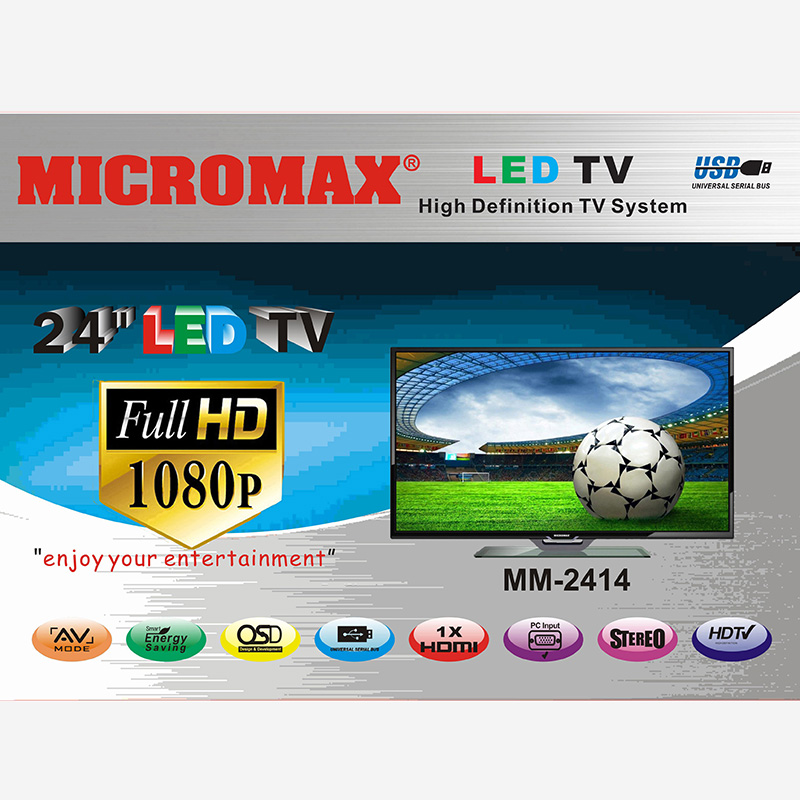 MICROMAX®
LED TV
High Definition TV System
USB
UNIVERSAL SERIAL BUS
24" LED TV
Full HD
1080P
"enjoy your entertainment"
MICROMAX
MM-2414
AV
MODE
Smart
Energy
Saving
OSD
Design & Development
UNIVERSAL SERIAL BUS
1X
HDMI
PC Input
STEREO
HDTV